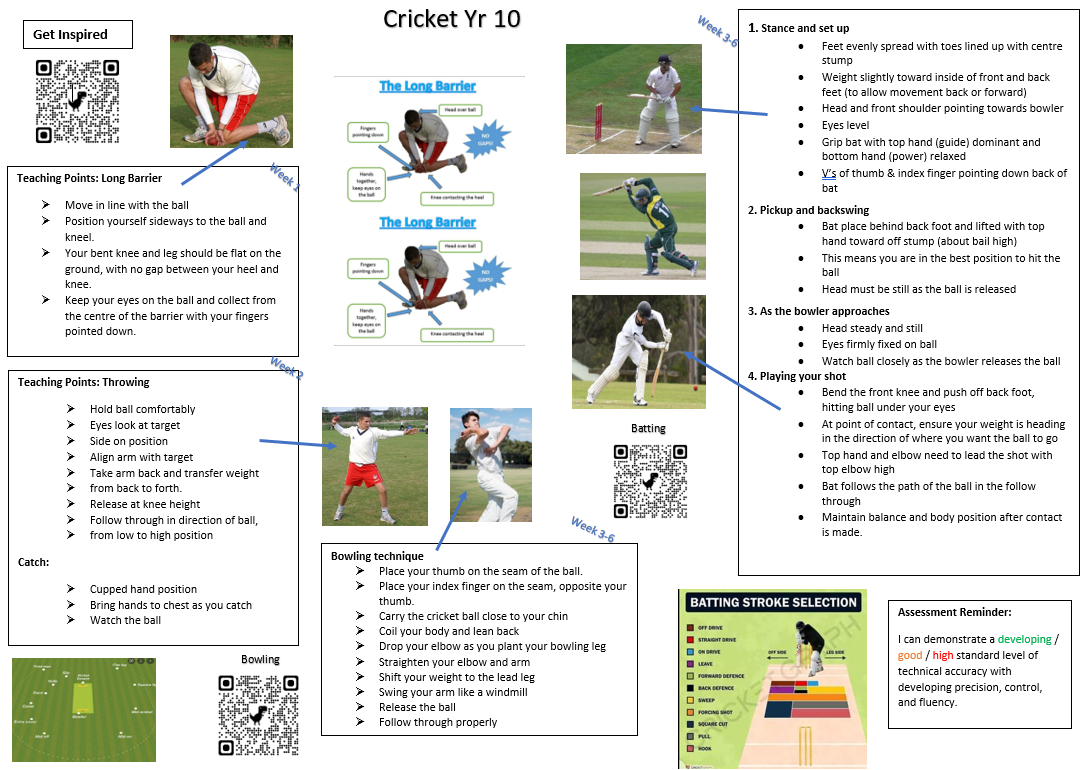 Cricket Yr 10
Get Inspired
Week 1
Teaching Points: Long Barrier
Move in line with the ball
Position yourself sideways to the ball and
kneel.
Your bent knee and leg should be flat on the
ground, with no gap between your heel and
knee.
Keep your eyes on the ball and collect from
the centre of the barrier with your fingers
pointed down.
Week 2
Teaching Points: Throwing
Hold ball comfortably
Eyes look at target
Side on position
Align arm with target
Take arm back and transfer weight
from back to forth.
Release at knee height
Follow through in direction of ball,
from low to high position
Catch:
Cupped hand position
Bring hands to chest as you catch
Watch the ball
Bowling
The Long Barrier
Head over ball
Fingers
pointing down
NO
GAPS!
Hands
together,
keep eyes on
the ball
Knee contacting the heel
The Long Barrier
Head over ball
Fingers
pointing down
NO
GAPS!
Hands
together,
keep eyes on
the ball
Knee contacting the heel
Week 3-6
Bowling technique
Place your thumb on the seam of the ball.
Place your index finger on the seam, opposite your
thumb.
Carry the cricket ball close to your chin
Coil your body and lean back
Drop your elbow as you plant your bowling leg
Straighten your elbow and arm
Shift your weight to the lead leg
Swing your arm like a windmill
Release the ball
Follow through properly
Batting
Week 3-6
1. Stance and set up
Feet evenly spread with toes lined up with centre
stump
Weight slightly toward inside of front and back
feet (to allow movement back or forward)
Head and front shoulder pointing towards bowler
Eyes level
Grip bat with top hand (guide) dominant and
bottom hand (power) relaxed
V's of thumb & index finger pointing down back of
bat
2. Pickup and backswing
Bat place behind back foot and lifted with top
hand toward off stump (about bail high)
This means you are in the best position to hit the
ball
Head must be still as the ball is released
3. As the bowler approaches
Head steady and still
Eyes firmly fixed on ball
Watch ball closely as the bowler releases the ball
4. Playing your shot
Bend the front knee and push off back foot,
hitting ball under your eyes
At point of contact, ensure your weight is heading
in the direction of where you want the ball to go
Top hand and elbow need to lead the shot with
top elbow high
Bat follows the path of the ball in the follow
through
Maintain balance and body position after contact
is made.
BATTING STROKE SELECTION
OFF DRIVE
STRAIGHT DRIVE
ON DRIVE
LEAVE
FORWARD DEFENCE
BACK DEFENCE
SWEEP
FORCING SHOT
SQUARE CUT
PULL
HOOK
OFF SIDE
LEG SIDE
Assessment Reminder:
I can demonstrate a developing /
good / high standard level of
technical accuracy with
developing precision, control,
and fluency.